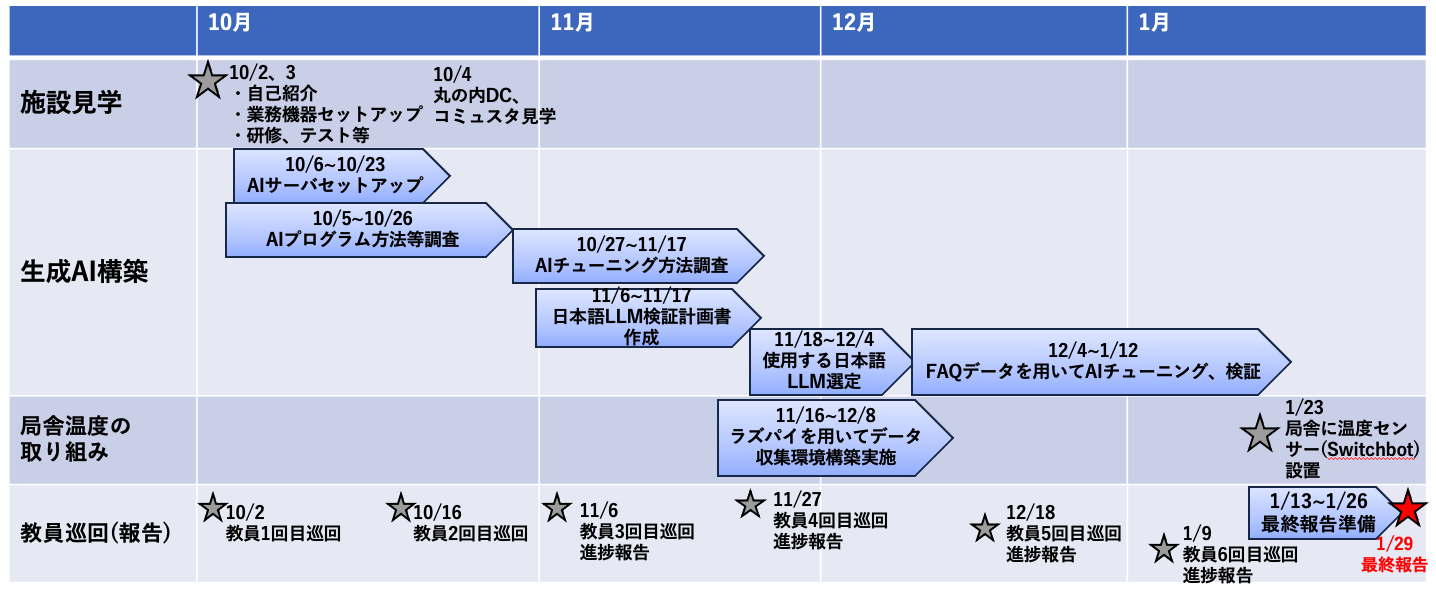 10月
11月
12月
1月
施設見学
10/2、3
・自己紹介
・業務機器セットアップ
・研修、テスト等
10/4
丸の内DC、
コミュスタ見学
生成AI構築
10/6~10/23
AIサーバセットアップ
10/5~10/26
AIプログラム方法等調査
10/27~11/17
AIチューニング方法調査
11/6~11/17
日本語LLM検証計画書
作成
11/18~12/4
使用する日本語
LLM選定
12/4~1/12
FAQデータを用いてAIチューニング、検証
局舎温度の
取り組み
11/16~12/8
ラズパイを用いてデータ
収集環境構築実施
1/23
局舎に温度セン
サー(Switchbot)
設置
教員巡回(報告)
10/2
教員1回目巡回
10/16
教員2回目巡回
11/6
教員3回目巡回
進捗報告
11/27
教員4回目巡回
進捗報告
12/18
教員5回目巡回
進捗報告
1/9
教員6回目巡回
進捗報告
1/13~1/26
最終報告準備
1/29
最終報告